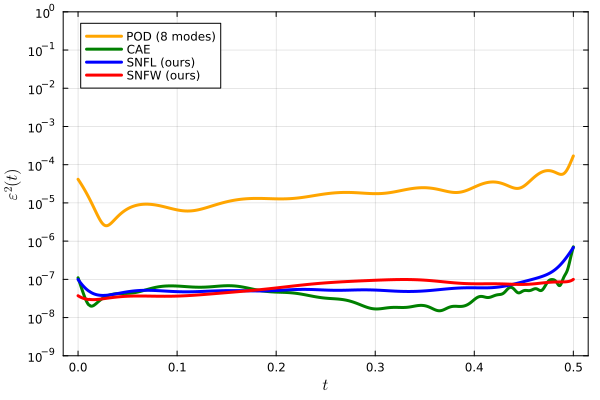 10⁰
10⁻¹
10⁻²
10⁻³
10⁻⁴
10⁻⁵
10⁻⁶
10⁻⁷
10⁻⁸
10⁻⁹
ε²(t)
POD (8 modes)
CAE
SNFL (ours)
SNFW (ours)
0.0 0.1 0.2 0.3 0.4 0.5
t